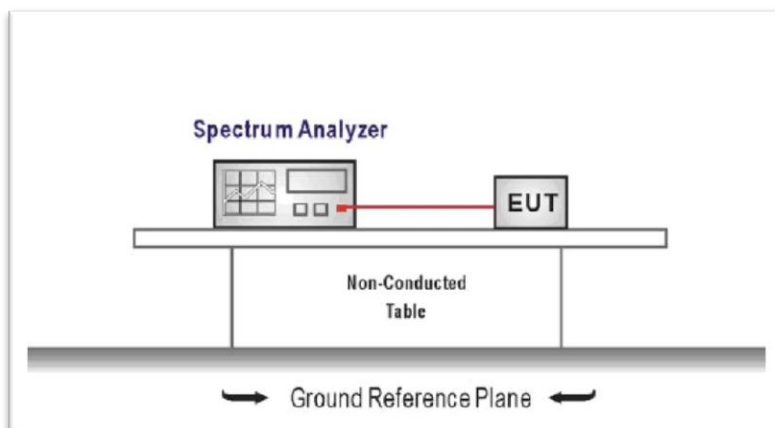 Spectrum Analyzer
EUT
Non-Conducted
Table
Ground Reference Plane